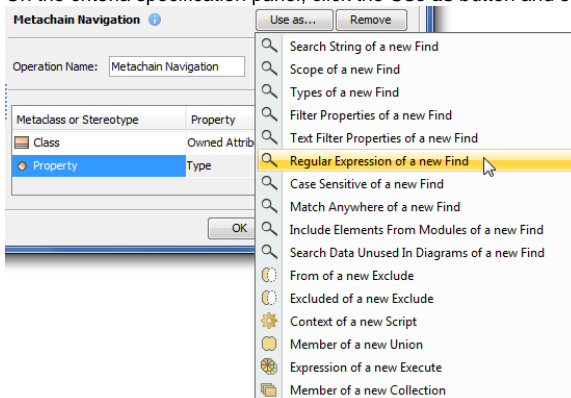 Metachain Navigation
Use as... Remove
Operation Name: Metachain Navigation
Metaclass or Stereotype Property
Class Owned Attrib
Property Type
OK
Search String of a new Find
Scope of a new Find
Types of a new Find
Filter Properties of a new Find
Text Filter Properties of a new Find
Regular Expression of a new Find
Case Sensitive of a new Find
Match Anywhere of a new Find
Include Elements From Modules of a new Find
Search Data Unused In Diagrams of a new Find
From of a new Exclude
Excluded of a new Exclude
Context of a new Script
Member of a new Union
Expression of a new Execute
Member of a new Collection